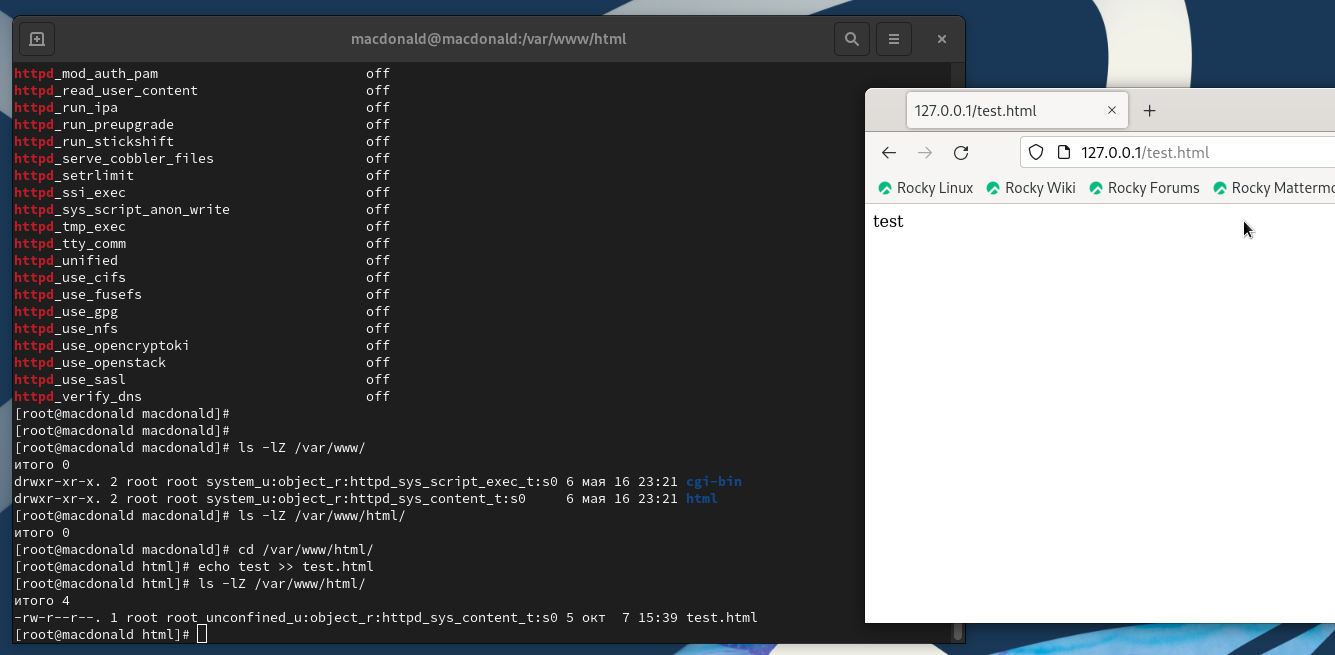 macdonald@macdonald:/var/www/html
httpd_mod_auth_pam off
httpd_read_user_content off
httpd_run_ipa off
httpd_run_preupgrade off
httpd_run_stickshift off
httpd_serve_cobbler_files off
httpd_setrlimit off
httpd_ssi_exec off
httpd_sys_script_anon_write off
httpd_tmp_exec off
httpd_tty_comm off
httpd_unified off
httpd_use_cifs off
httpd_use_fusefs off
httpd_use_gpg off
httpd_use_nfs off
httpd_use_opencryptoki off
httpd_use_openstack off
httpd_use_sasl off
httpd_verify_dns off
[root@macdonald macdonald]#
[root@macdonald macdonald]#
[root@macdonald macdonald]# ls -lZ /var/www/
итого 0
drwxr-xr-x. 2 root root system_u:object_r:httpd_sys_script_exec_t:s0 6 мая 16 23:21 cgi-bin
drwxr-xr-x. 2 root root system_u:object_r:httpd_sys_content_t:s0 6 мая 16 23:21 html
[root@macdonald macdonald]# ls -lZ /var/www/html/
итого 0
[root@macdonald macdonald]# cd /var/www/html/
[root@macdonald html]# echo test >> test.html
[root@macdonald html]# ls -lZ /var/www/html/
итого 4
-rw-r--r--. 1 root root unconfined_u:object_r:httpd_sys_content_t:s0 5 окт 7 15:39 test.html
[root@macdonald html]#
127.0.0.1/test.html
127.0.0.1/test.html
Rocky Linux Rocky Wiki Rocky Forums Rocky Mattermo
test